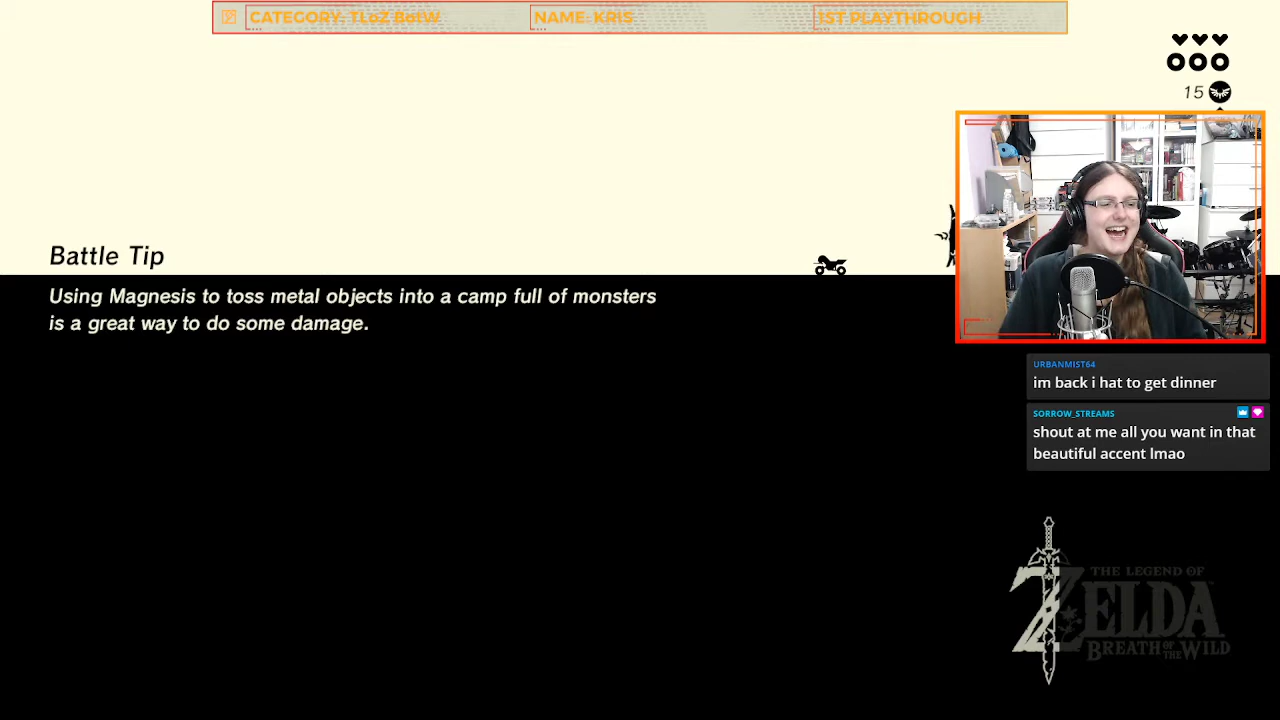 CATEGORY: TLoZ BotW
NAME: KRIS
1ST PLAYTHROUGH
15
Battle Tip
Using Magnesis to toss metal objects into a camp full of monsters
is a great way to do some damage.
URBANMIST64
im back i hat to get dinner
SORROW_STREAMS
shout at me all you want in that
beautiful accent lmao
THE LEGEND OF
ZELDA
BREATH OF THE WILD